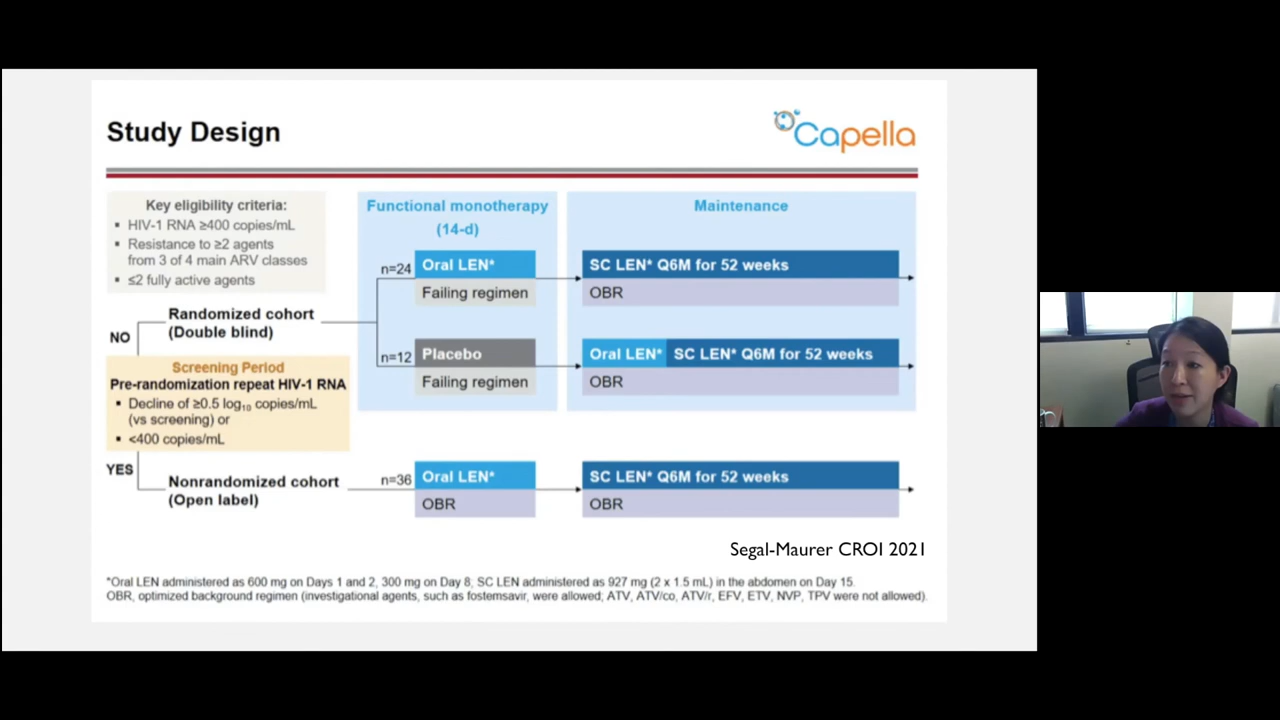 Study Design
Capella
Key eligibility criteria:
▪ HIV-1 RNA ≥400 copies/mL
▪ Resistance to ≥2 agents
from 3 of 4 main ARV classes
▪ ≤2 fully active agents
Functional monotherapy
(14-d)
Maintenance
NO
Randomized cohort
(Double blind)
n=24
Oral LEN*
Failing regimen
SC LEN* Q6M for 52 weeks
OBR
n=12
Placebo
Failing regimen
Oral LEN* SC LEN* Q6M for 52 weeks
OBR
Screening Period
Pre-randomization repeat HIV-1 RNA
▪ Decline of ≥0.5 log₁₀ copies/mL
(vs screening) or
▪ <400 copies/mL
YES
Nonrandomized cohort
(Open label)
n=36
Oral LEN*
OBR
SC LEN* Q6M for 52 weeks
OBR
Segal-Maurer CROI 2021
*Oral LEN administered as 600 mg on Days 1 and 2, 300 mg on Day 8; SC LEN administered as 927 mg (2 x 1.5 mL) in the abdomen on Day 15.
OBR, optimized background regimen (investigational agents, such as fostemsavir, were allowed; ATV, ATV/co, ATV/r, EFV, ETV, NVP, TPV were not allowed).